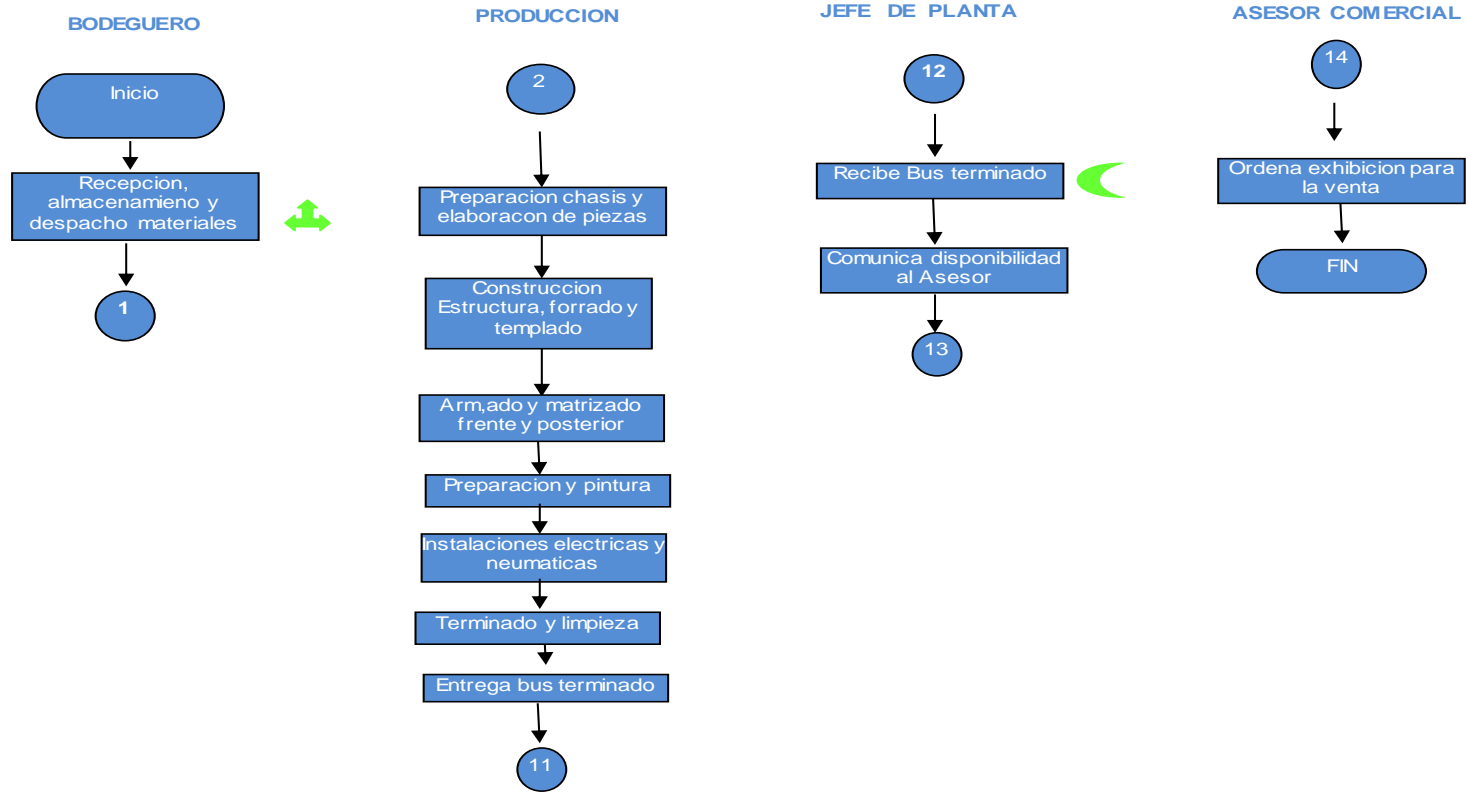 BODEGUERO
Inicio
Recepcion,
almacenamieno y
despacho materiales
1
PRODUCCION
2
Preparacion chasis y
elaboracon de piezas
Construccion
Estructura, forrado y
templado
Arm,ado y matrizado
frente y posterior
Preparacion y pintura
Instalaciones electricas y
neumaticas
Terminado y limpieza
Entrega bus terminado
11
JEFE DE PLANTA
12
Recibe Bus terminado
Comunica disponibilidad
al Asesor
13
ASESOR COMERCIAL
14
Ordena exhibicion para
la venta
FIN